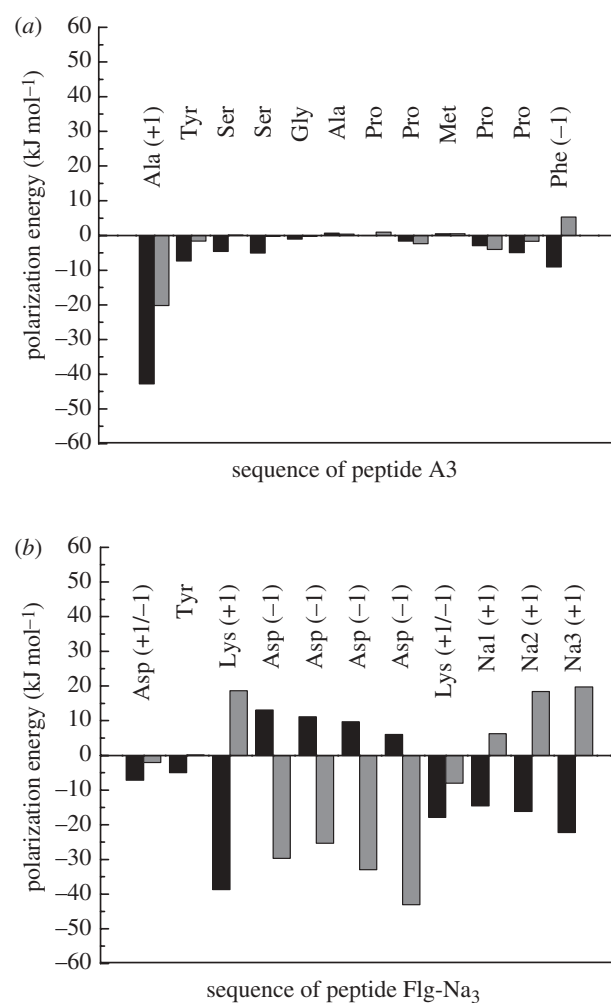 (a)
60
50
40
30
20
10
0
−10
−20
−30
−40
−50
−60
polarization energy (kJ mol−1)
Ala (+1)
Tyr
Ser
Ser
Gly
Ala
Pro
Pro
Met
Pro
Pro
Phe (−1)
sequence of peptide A3
(b)
60
50
40
30
20
10
0
−10
−20
−30
−40
−50
−60
polarization energy (kJ mol−1)
Asp (+1/−1)
Tyr
Lys (+1)
Asp (−1)
Asp (−1)
Asp (−1)
Asp (−1)
Lys (+1/−1)
Na1 (+1)
Na2 (+1)
Na3 (+1)
sequence of peptide Flg-Na3